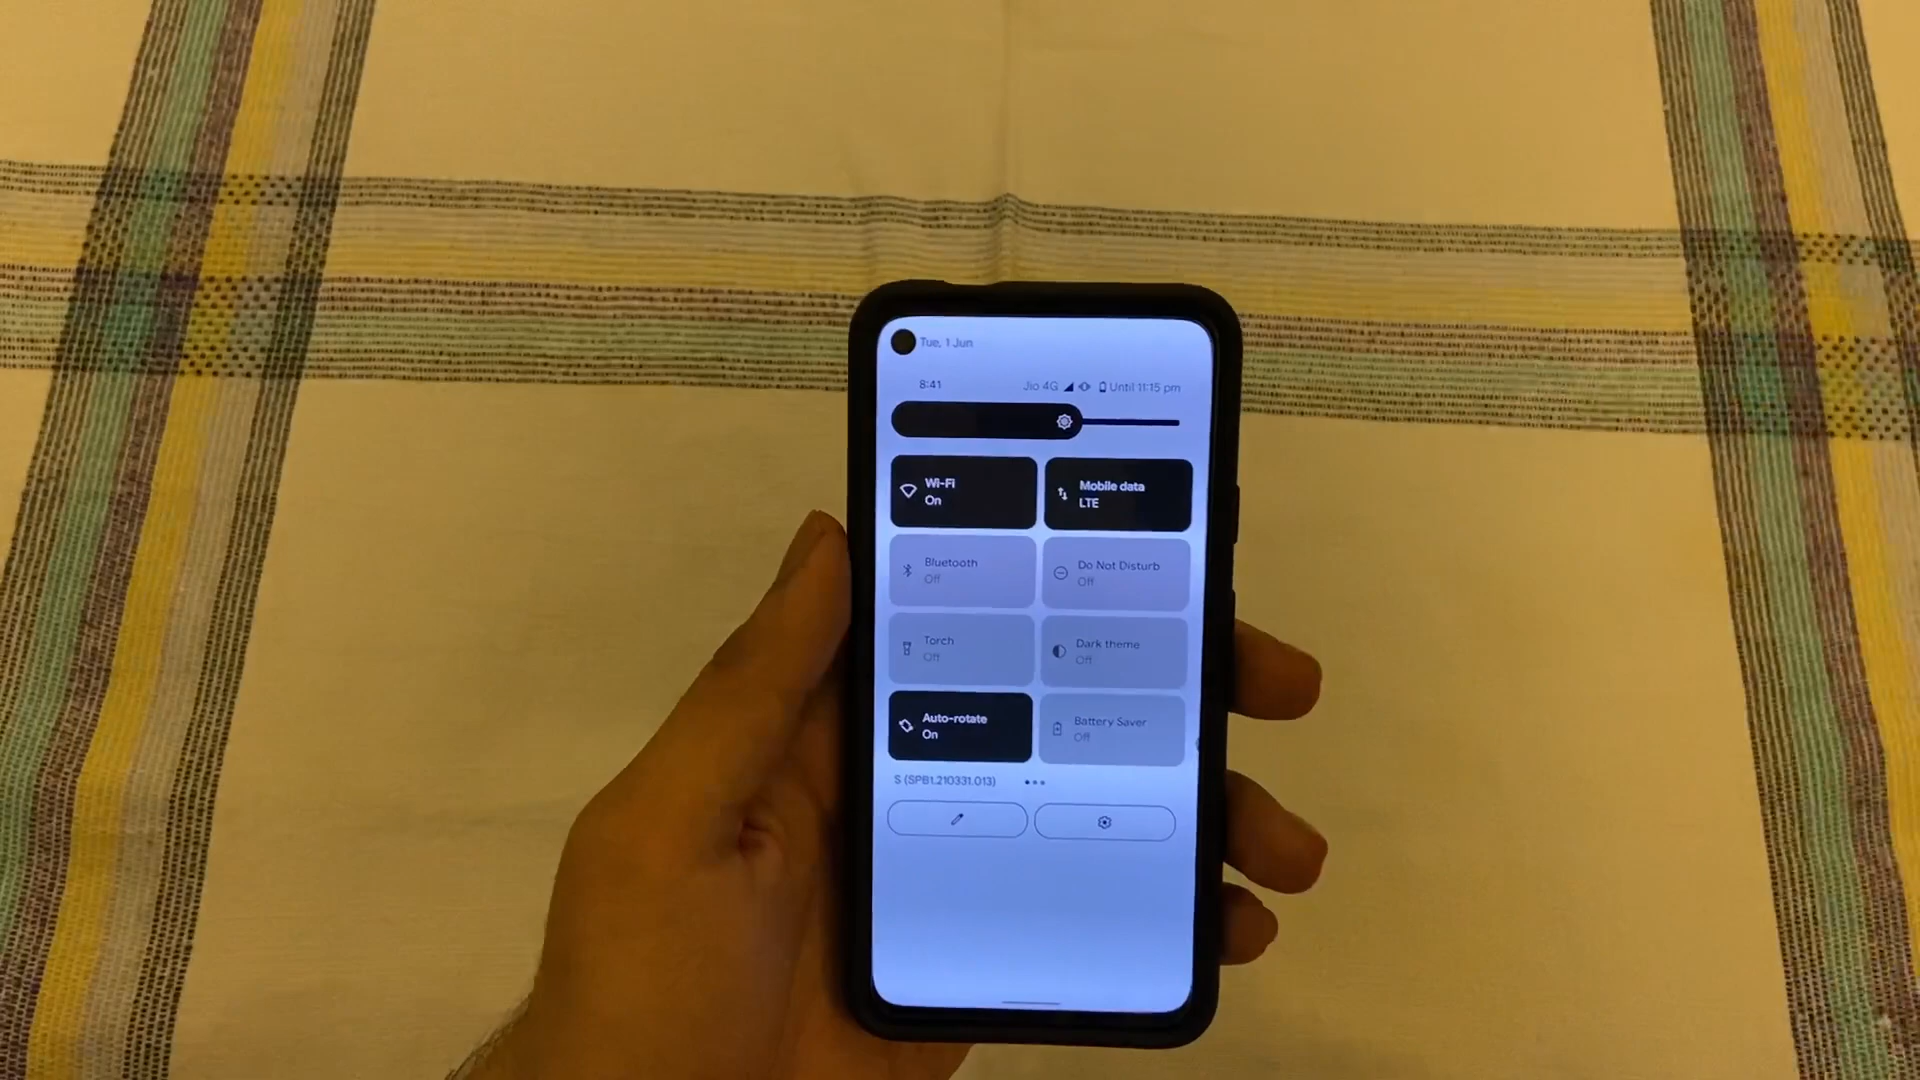 Tue, 1 Jun
8:41 Jio 4G Until 11:15 pm
Wi-Fi
On
Mobile data
LTE
Bluetooth
Off
Do Not Disturb
Off
Torch
Off
Dark theme
Off
Auto-rotate
On
Battery Saver
Off
S (SPB1.210331.013)